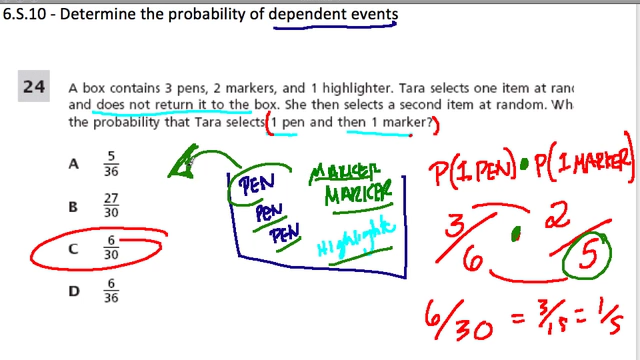 6.S.10 - Determine the probability of dependent events
24
A box contains 3 pens, 2 markers, and 1 highlighter. Tara selects one item at
and does not return it to the box. She then selects a second item at random.
the probability that Tara selects (1 pen and then 1 marker?)
A 5/36
B 27/30
C 6/30
D 6/36
PEN
PEN
PEN
MARKER
MARKER
Highlighte
P(1 PEN) • P(1 MARKER)
3/6 • 2/5
6/30 = 3/15 = 1/5